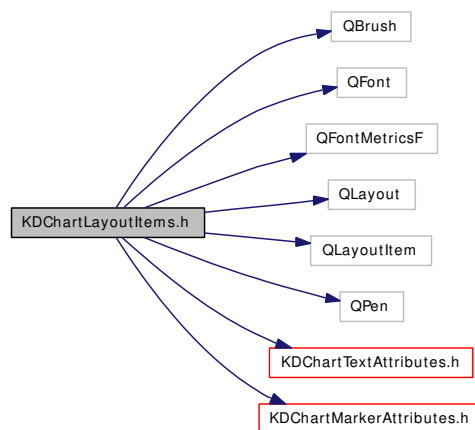 QBrush
QFont
QFontMetricsF
QLayout
KDChartLayoutItems.h
QLayoutItem
QPen
KDChartTextAttributes.h
KDChartMarkerAttributes.h